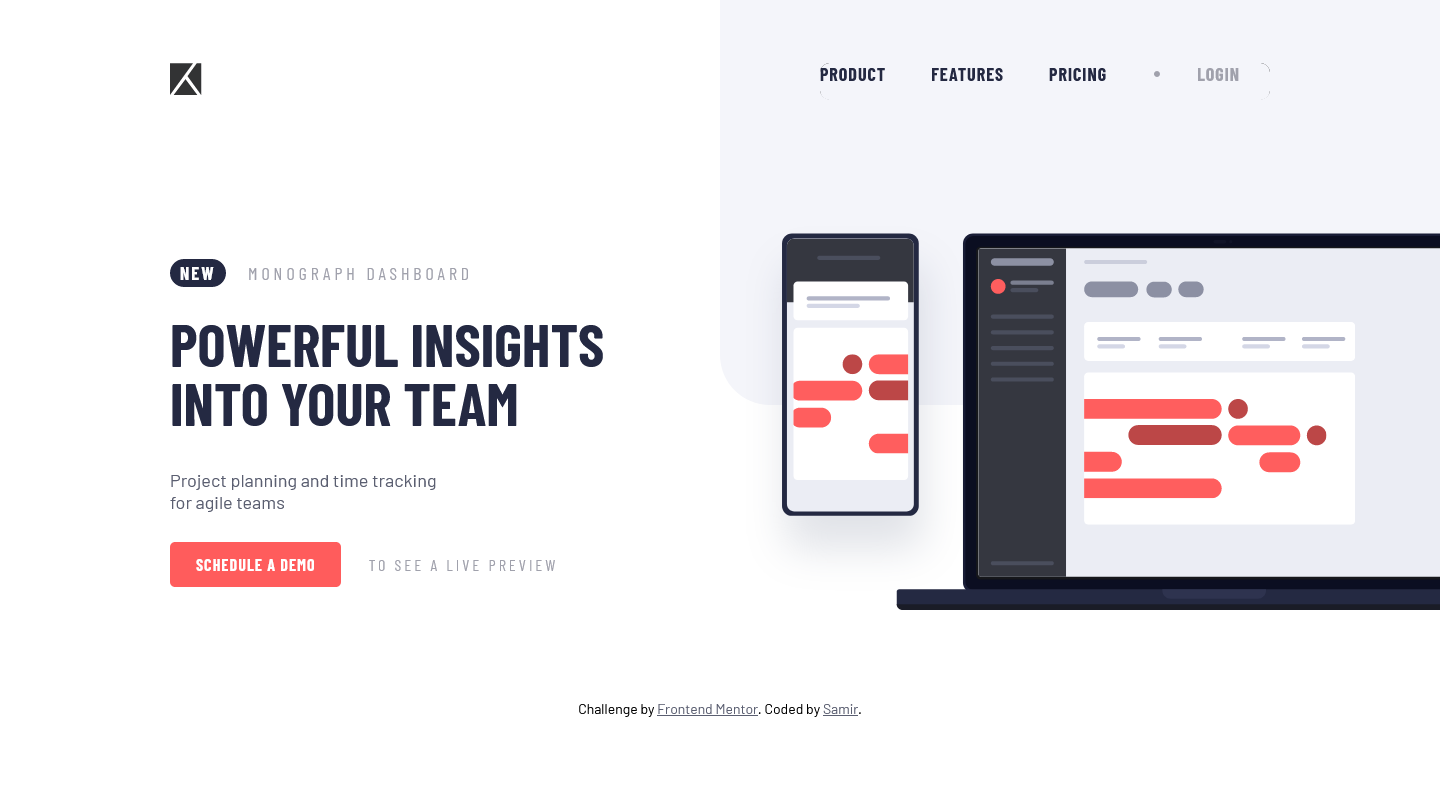 PRODUCT FEATURES PRICING • LOGIN
NEW MONOGRAPH DASHBOARD
POWERFUL INSIGHTS
INTO YOUR TEAM
Project planning and time tracking
for agile teams
SCHEDULE A DEMO TO SEE A LIVE PREVIEW
Challenge by Frontend Mentor. Coded by Samir.